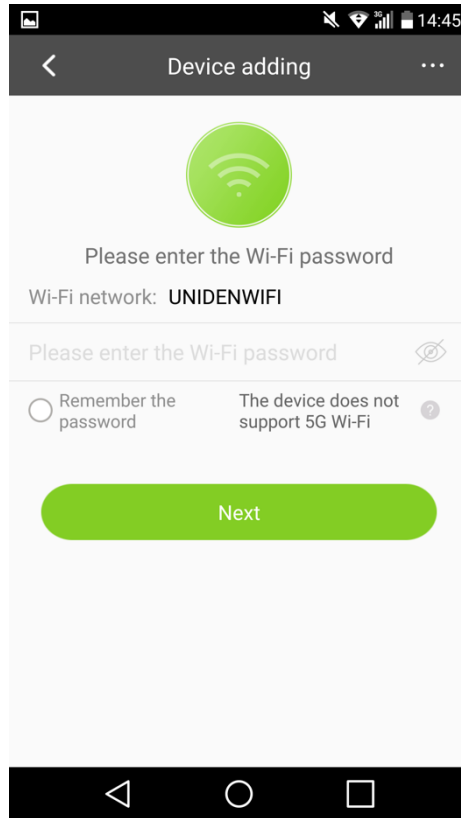 3G 14:45
Device adding
Please enter the Wi-Fi password
Wi-Fi network: UNIDENWIFI
Please enter the Wi-Fi password
Remember the
password
The device does not
support 5G Wi-Fi
?
Next